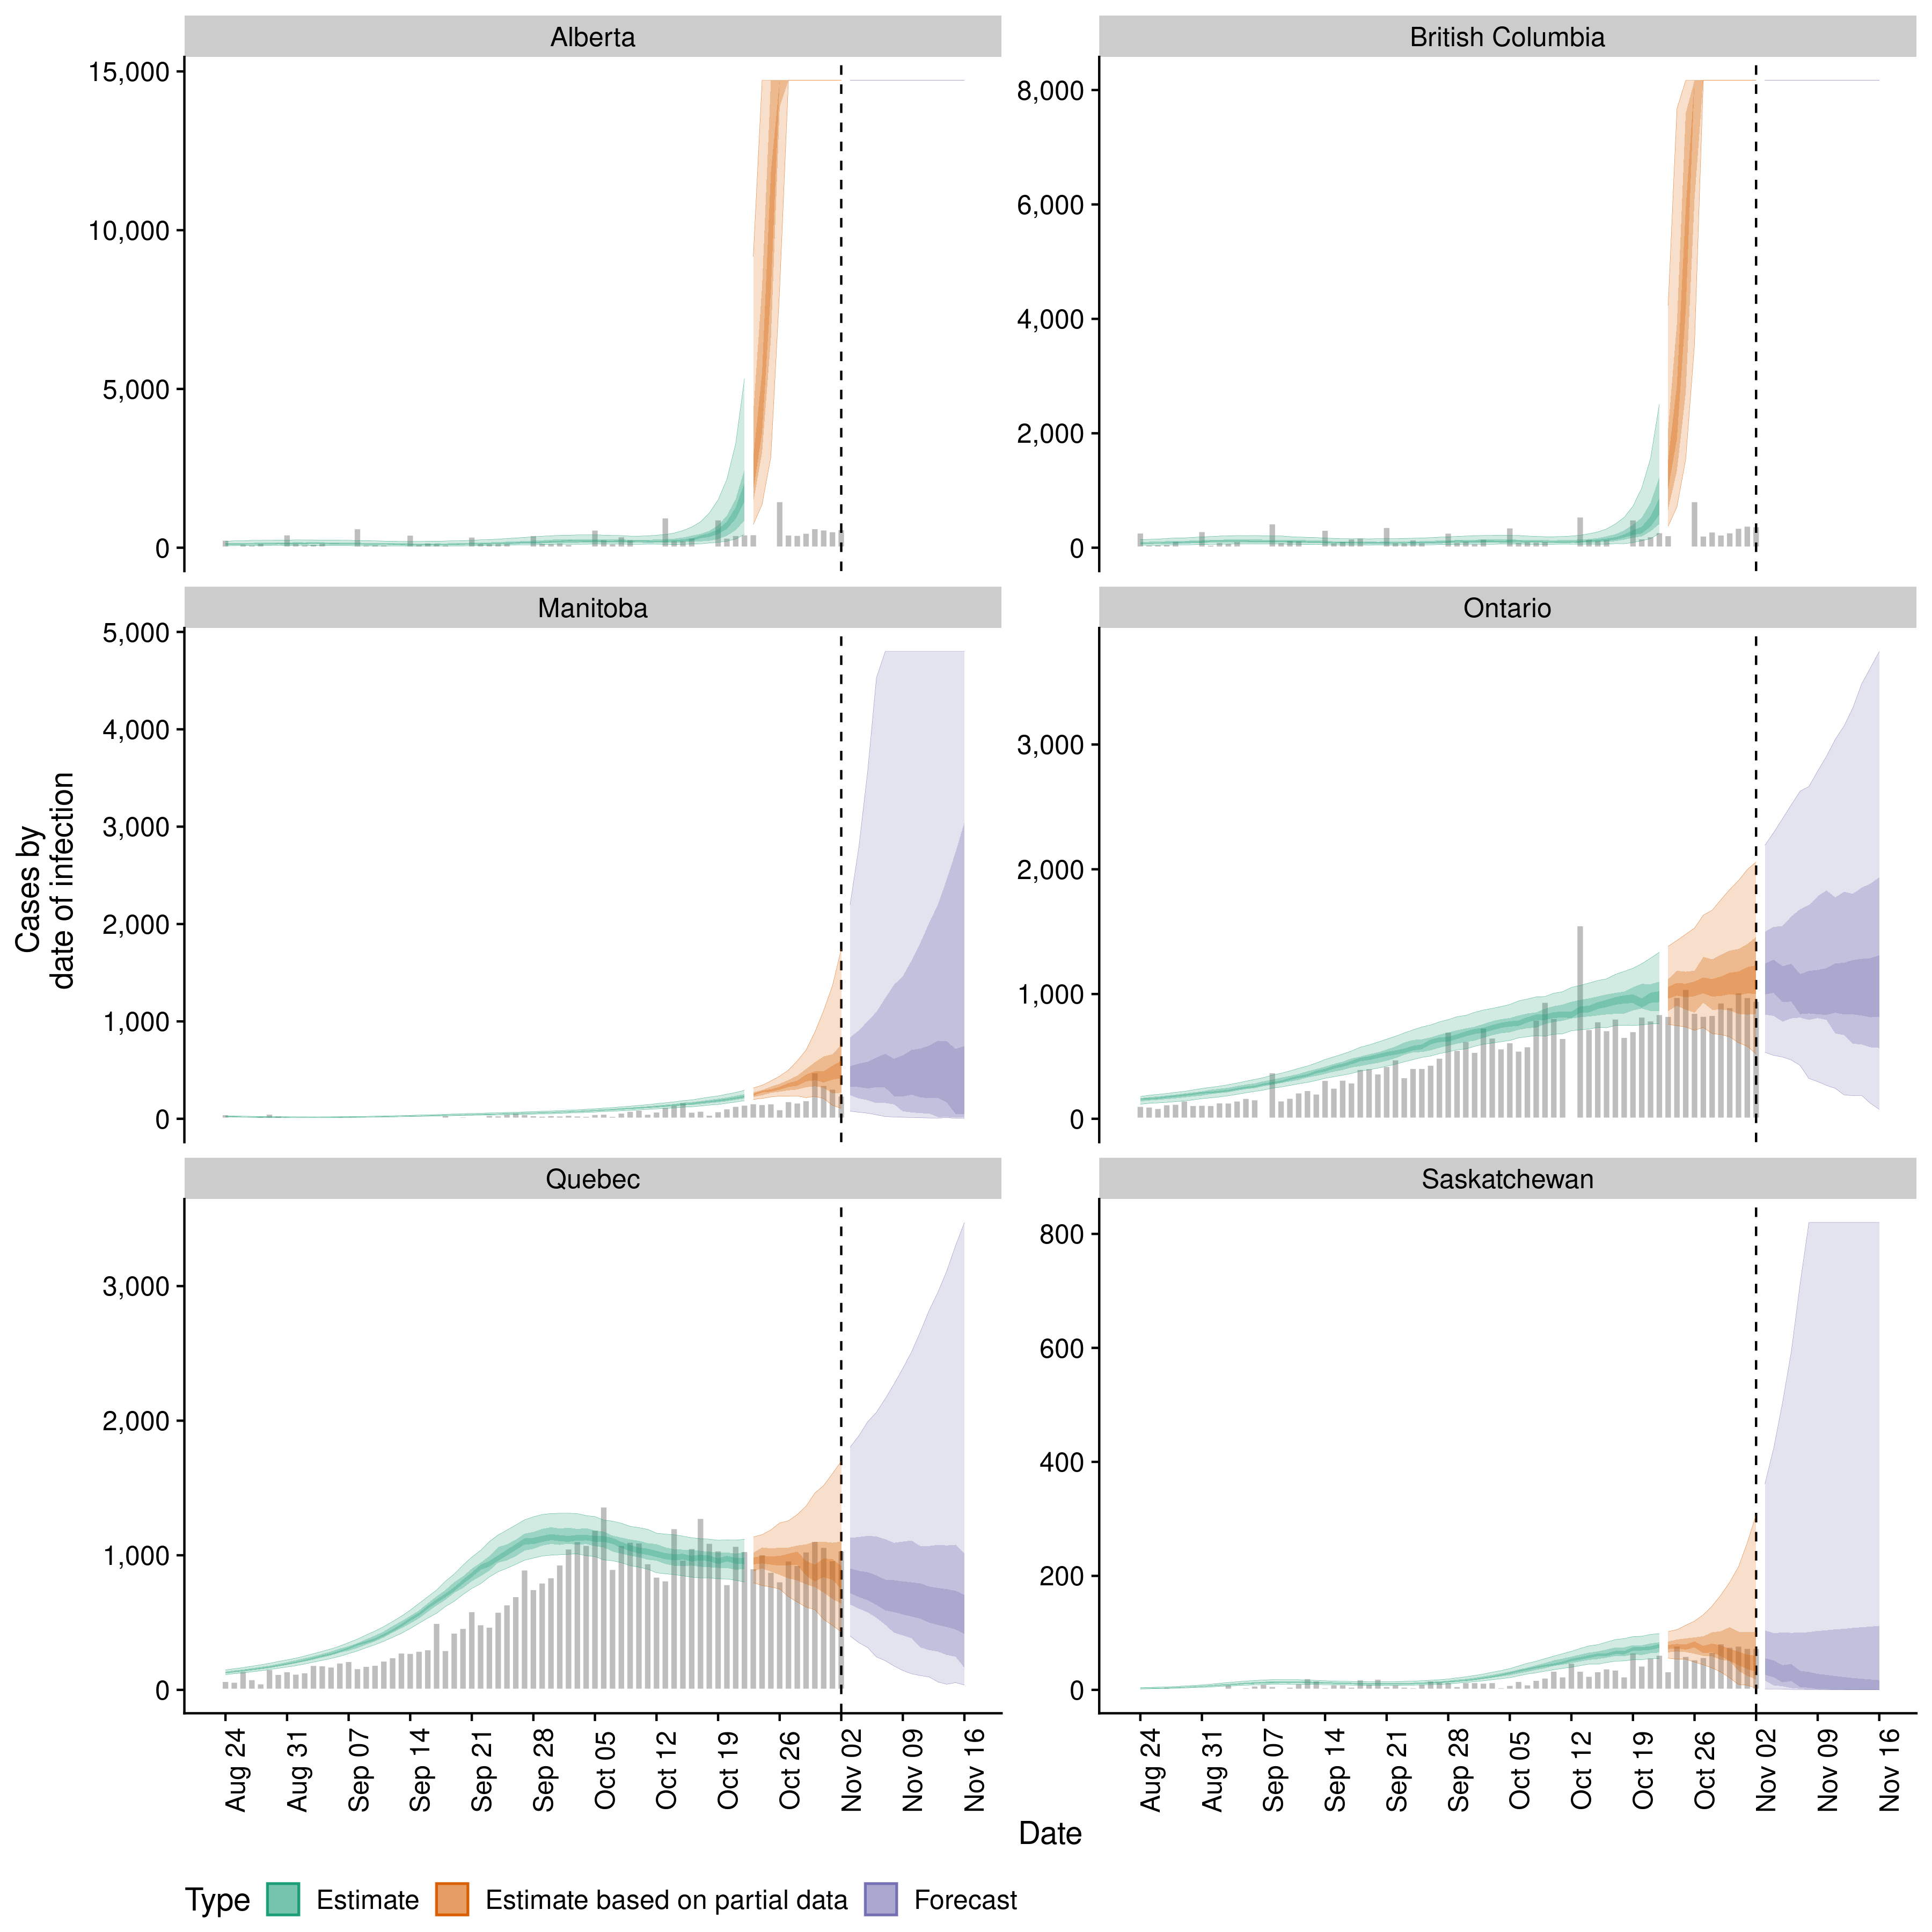 Alberta
British Columbia
15,000
10,000
5,000
0
8,000
6,000
4,000
2,000
0
Manitoba
Ontario
5,000
4,000
3,000
2,000
1,000
0
3,000
2,000
1,000
0
Cases by
date of infection
Quebec
Saskatchewan
3,000
2,000
1,000
0
800
600
400
200
0
Aug 24
Aug 31
Sep 07
Sep 14
Sep 21
Sep 28
Oct 05
Oct 12
Oct 19
Oct 26
Nov 02
Nov 09
Nov 16
Aug 24
Aug 31
Sep 07
Sep 14
Sep 21
Sep 28
Oct 05
Oct 12
Oct 19
Oct 26
Nov 02
Nov 09
Nov 16
Date
Type Estimate Estimate based on partial data Forecast